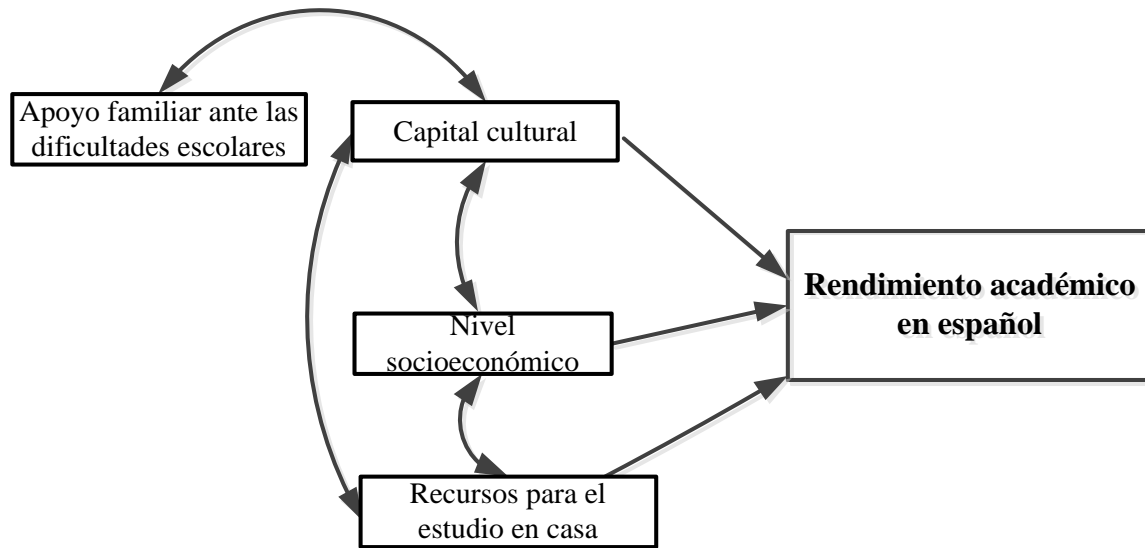 Apoyo familiar ante las
dificultades escolares
Capital cultural
Rendimiento académico
en español
Nivel
socioeconómico
Recursos para el
estudio en casa